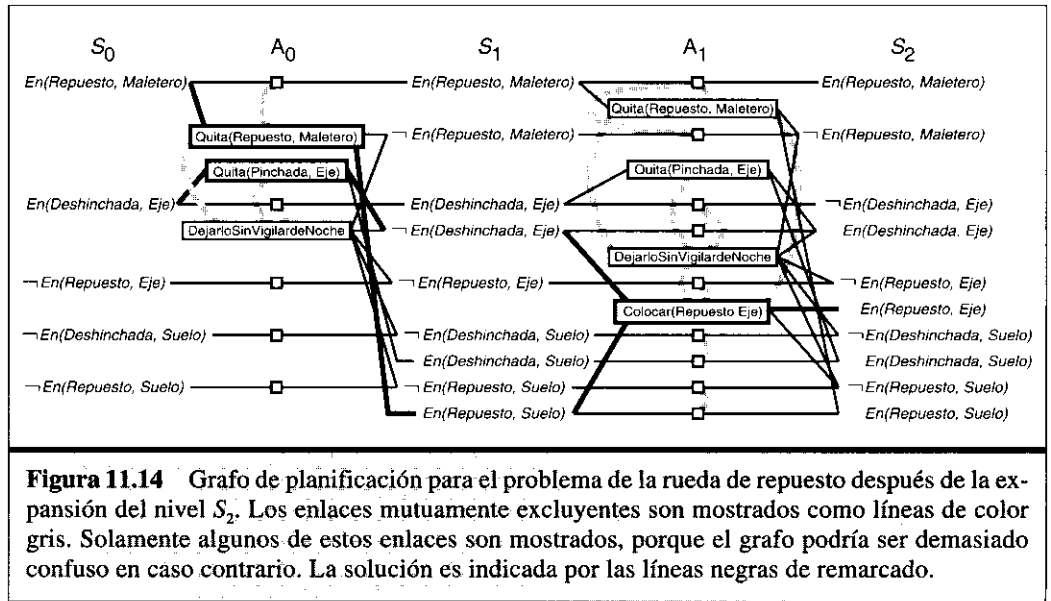 S0 A0 S1 A1 S2
En(Repuesto, Maletero) En(Repuesto, Maletero) En(Repuesto, Maletero)
Quita(Repuesto, Maletero)
Quita(Repuesto, Maletero) ¬ En(Repuesto, Maletero) ¬ En(Repuesto, Maletero)
Quita(Pinchada, Eje) Quita(Pinchada, Eje)
En(Deshinchada, Eje) En(Deshinchada, Eje) ¬En(Deshinchada, Eje)
DejarloSinVigilardeNoche ¬ En(Deshinchada, Eje) En(Deshinchada, Eje)
DejarloSinVigilardeNoche
¬ En(Repuesto, Eje) ¬ En(Repuesto, Eje) ¬ En(Repuesto, Eje)
Colocar(Repuesto Eje) En(Repuesto, Eje)
¬ En(Deshinchada, Suelo) ¬ En(Deshinchada, Suelo) ¬ En(Deshinchada, Suelo)
En(Deshinchada, Suelo) En(Deshinchada, Suelo)
¬ En(Repuesto, Suelo) ¬ En(Repuesto, Suelo) ¬ En(Repuesto, Suelo)
En(Repuesto, Suelo) En(Repuesto, Suelo)
Figura 11.14 Grafo de planificación para el problema de la rueda de repuesto después de la ex-
pansión del nivel S2. Los enlaces mutuamente excluyentes son mostrados como líneas de color
gris. Solamente algunos de estos enlaces son mostrados, porque el grafo podría ser demasiado
confuso en caso contrario. La solución es indicada por las líneas negras de remarcado.